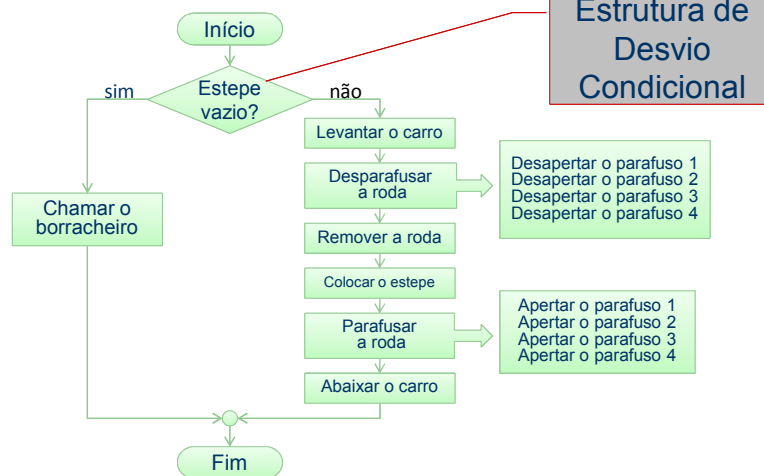 Estrutura de
Desvio
Condicional
Início
Estepe
vazio?
sim
não
Levantar o carro
Desparafusar
a roda
Desapertar o parafuso 1
Desapertar o parafuso 2
Desapertar o parafuso 3
Desapertar o parafuso 4
Chamar o
borracheiro
Remover a roda
Colocar o estepe
Parafusar
a roda
Apertar o parafuso 1
Apertar o parafuso 2
Apertar o parafuso 3
Apertar o parafuso 4
Abaixar o carro
Fim